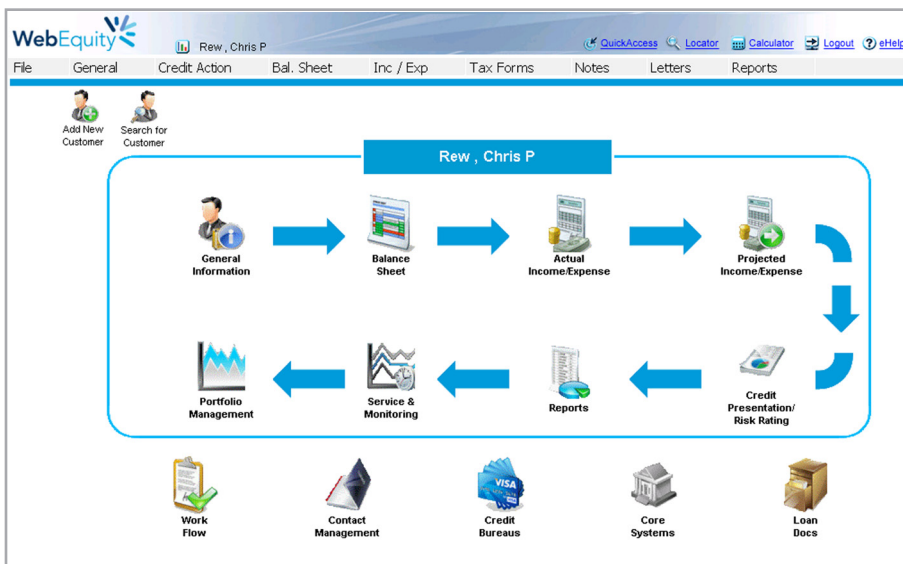 WebEquity
Rew , Chris P
QuickAccess Locator Calculator Logout eHelp
File General Credit Action Bal. Sheet Inc / Exp Tax Forms Notes Letters Reports
Add New
Customer
Search for
Customer
Rew , Chris P
General
Information
Balance
Sheet
Actual
Income/Expense
Projected
Income/Expense
Portfolio
Management
Service &
Monitoring
Reports
Credit
Presentation/
Risk Rating
Work
Flow
Contact
Management
VISA
Credit
Bureaus
Core
Systems
Loan
Docs